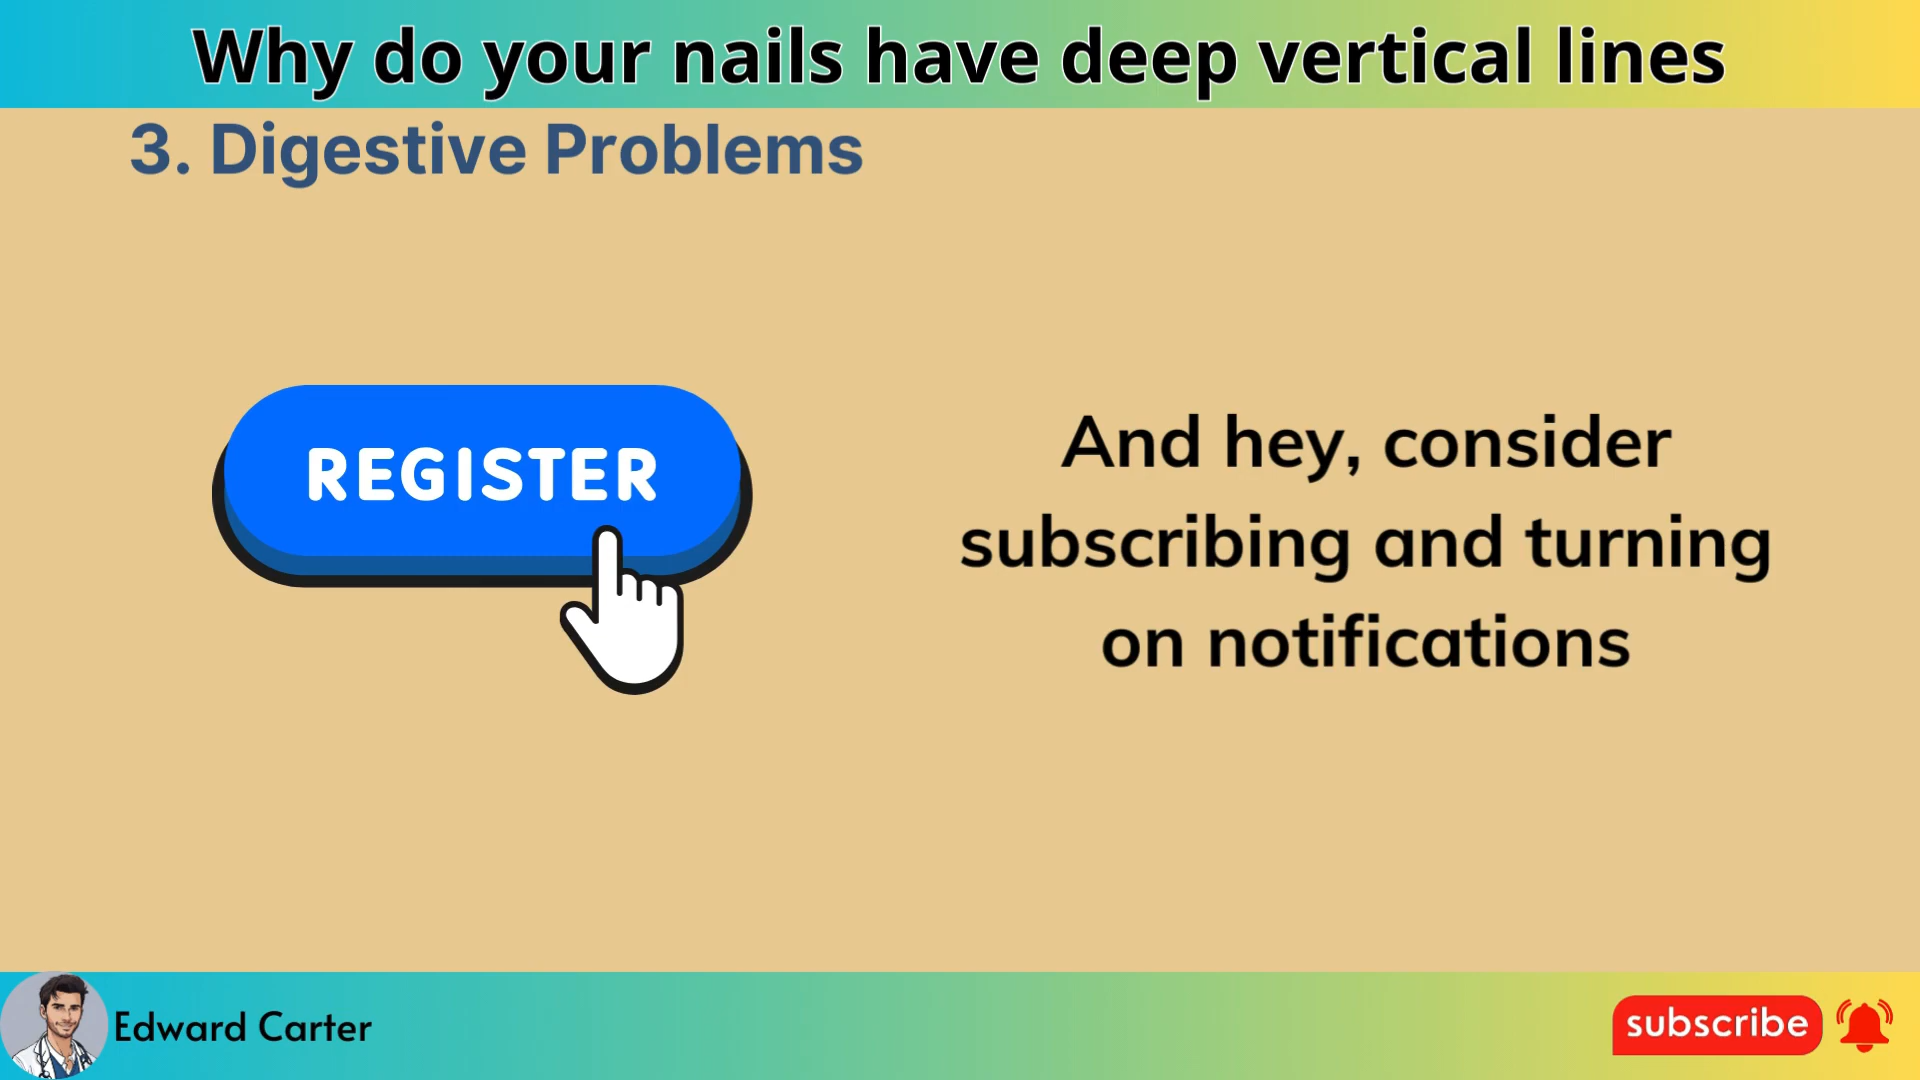 Why do your nails have deep vertical lines
3. Digestive Problems
REGISTER
And hey, consider
subscribing and turning
on notifications
Edward Carter
subscribe